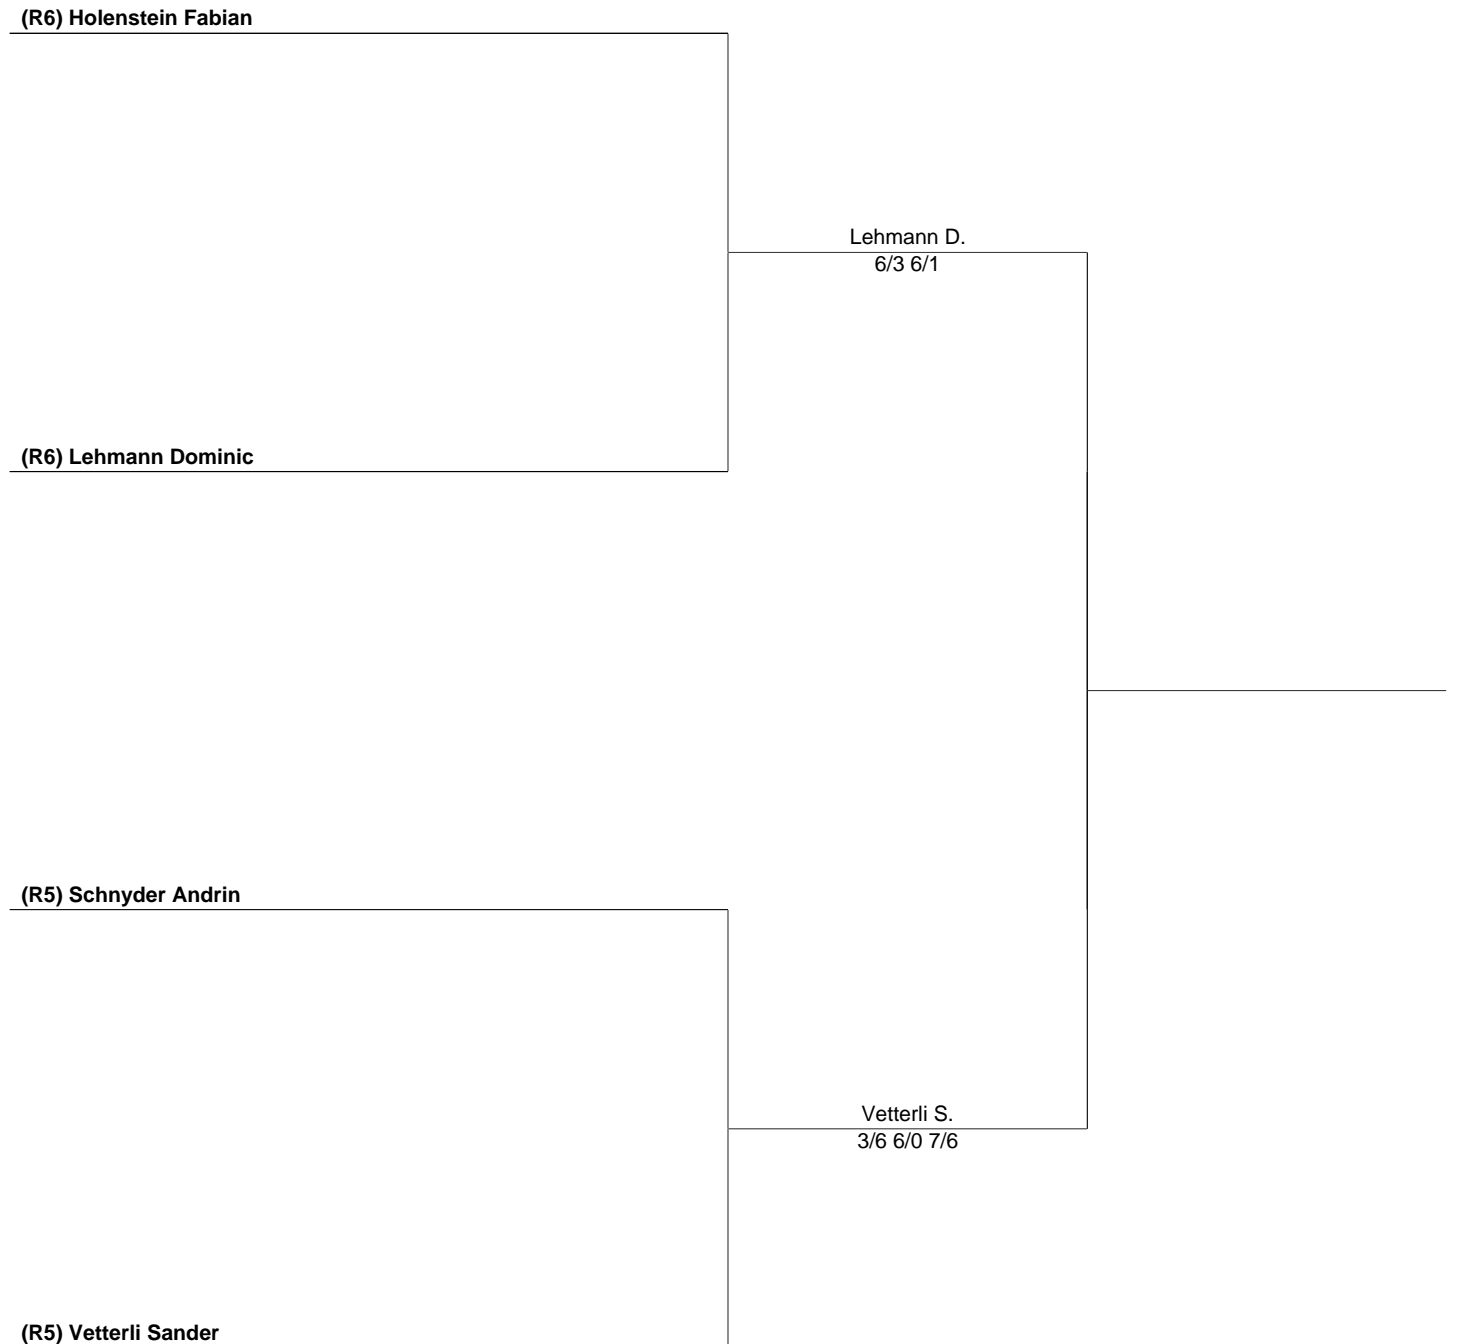 (R6) Holenstein Fabian
Lehmann D.
6/3 6/1
(R6) Lehmann Dominic
(R5) Schnyder Andrin
Vetterli S.
3/6 6/0 7/6
(R5) Vetterli Sander